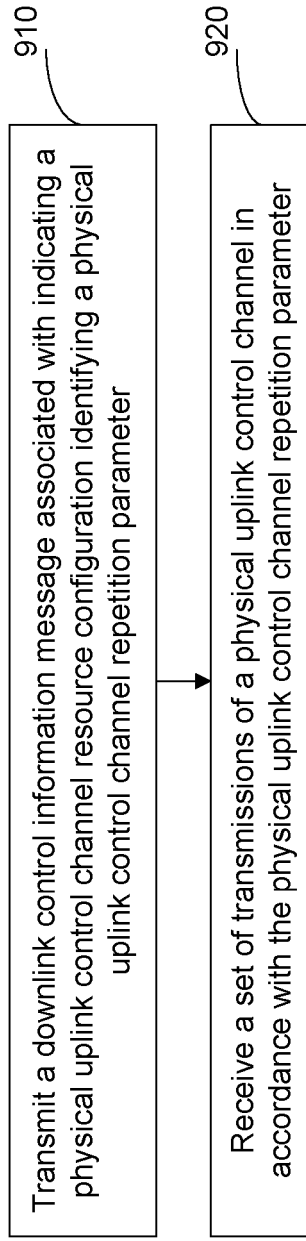 910
Transmit a downlink control information message associated with indicating a
physical uplink control channel resource configuration identifying a physical
uplink control channel repetition parameter
920
Receive a set of transmissions of a physical uplink control channel in
accordance with the physical uplink control channel repetition parameter